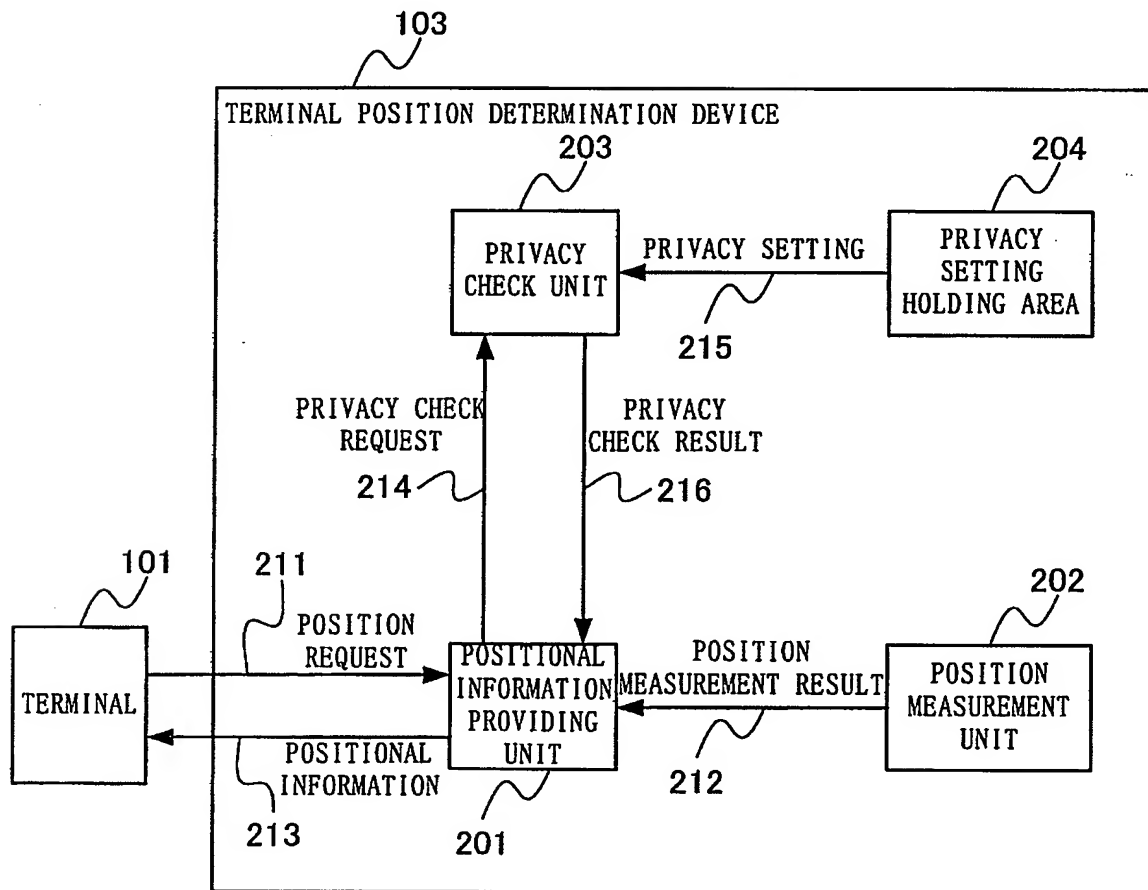 103
TERMINAL POSITION DETERMINATION DEVICE
203
204
PRIVACY
CHECK UNIT
PRIVACY SETTING
PRIVACY
SETTING
HOLDING AREA
215
PRIVACY CHECK
REQUEST
PRIVACY
CHECK RESULT
214
216
101
211
202
POSITION
REQUEST
TERMINAL
POSITIONAL
INFORMATION
PROVIDING
UNIT
POSITION
MEASUREMENT RESULT
POSITION
MEASUREMENT
UNIT
POSITIONAL
INFORMATION
213
201
212